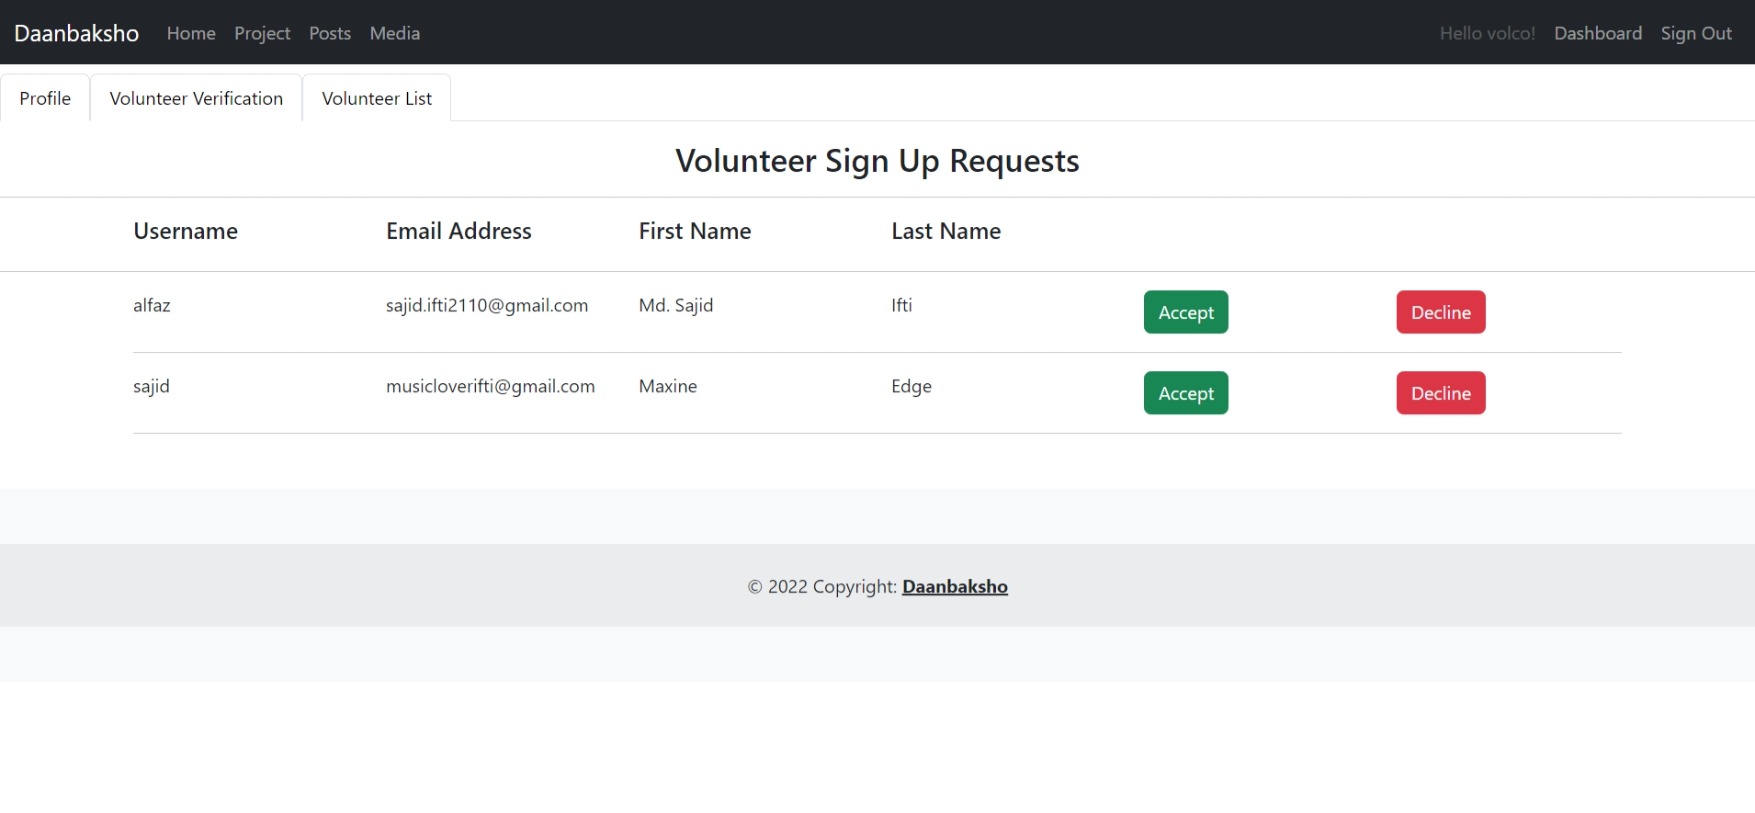 Daanbaksho Home Project Posts Media Hello volco! Dashboard Sign Out
Profile Volunteer Verification Volunteer List
Volunteer Sign Up Requests
Username Email Address First Name Last Name
alfaz sajid.ifti2110@gmail.com Md. Sajid Ifti Accept Decline
sajid musicloverifti@gmail.com Maxine Edge Accept Decline
© 2022 Copyright: Daanbaksho